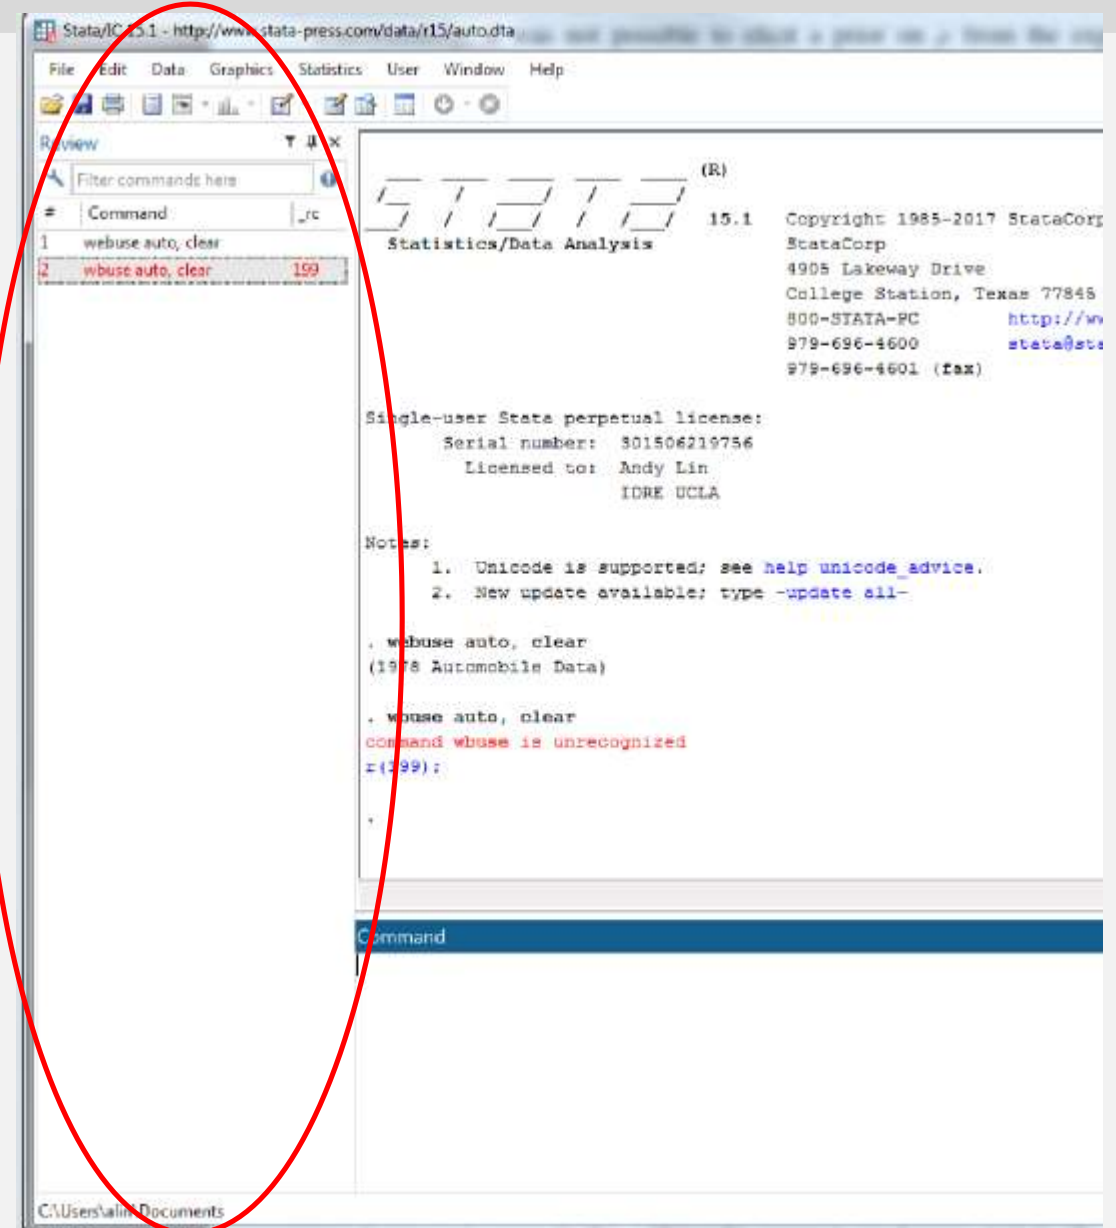 Stata/IC 15.1 - http://www.stata-press.com/data/r15/auto.dta
File Edit Data Graphics Statistics User Window Help
Review
Filter commands here
# Command _rc
1 webuse auto, clear
2 wbuse auto, clear 199
(R)
15.1 Copyright 1985-2017 StataCorp
Statistics/Data Analysis StataCorp
4905 Lakeway Drive
College Station, Texas 77845
800-STATA-PC http://ww
979-696-4600 stata@sta
979-696-4601 (fax)
Single-user Stata perpetual license:
Serial number: 301506219756
Licensed to: Andy Lin
IDRE UCLA
Notes:
1. Unicode is supported; see help unicode_advice.
2. New update available; type -update all-
. webuse auto, clear
(1978 Automobile Data)
. wbuse auto, clear
command wbuse is unrecognized
r(199);
.
Command
C:\Users\alin\Documents